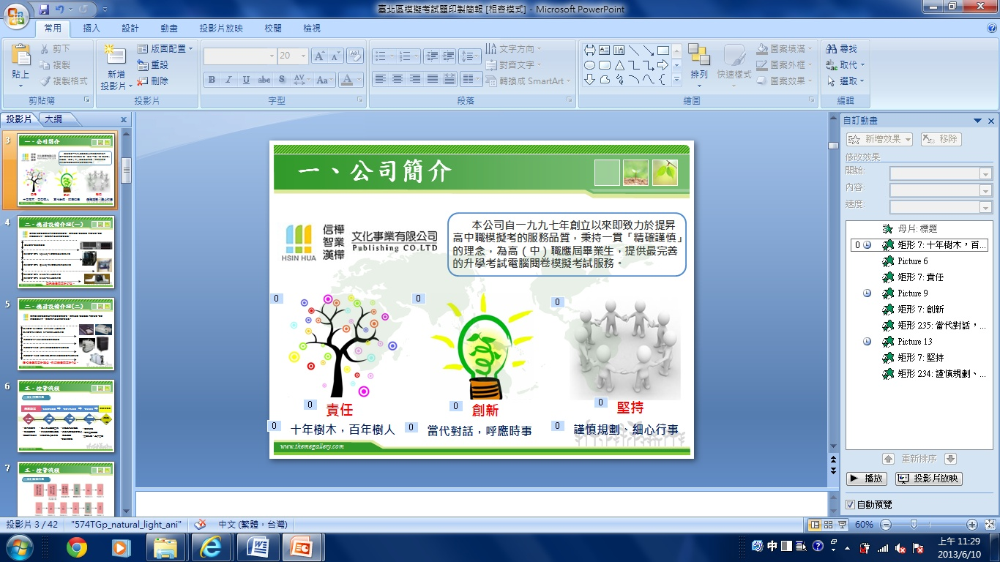 臺北區模擬考試題印製簡報 [相容模式] - Microsoft PowerPoint
常用 插入 設計 動畫 投影片放映 校閱 檢視
貼上
剪下
複製
複製格式
剪貼簿
新增
投影片
版面配置
重設
刪除
投影片
20
B I U abc S AV Aa A
字型
文字方向
對齊文字
轉換成 SmartArt
段落
排列
快速樣式
圖案填滿
圖案外框
圖案效果
繪圖
尋找
取代
選取
編輯
投影片 大綱
3
一、公司簡介
4
二、機器設備介紹(一)
5
二、機器設備介紹(二)
6
三、控管流程
7
三、控管流程
一、公司簡介
HSIN HUA
信樺
智業
漢樺
文化事業有限公司
Publishing CO.LTD
本公司自一九九七年創立以來即致力於提昇
高中職模擬考的服務品質，秉持一貫「精確謹慎」
的理念，為高（中）職應屆畢業生，提供最完善
的升學考試電腦閱卷模擬考試服務。
0 0 0
0 責任 0 創新 0 堅持
0 十年樹木，百年樹人 0 當代對話，呼應時事 0 謹慎規劃、細心行事
www.themegallery.com
自訂動畫
新增效果 移除
修改效果
開始:
內容:
速度:
母片: 標題
0 矩形 7: 十年樹木，百...
Picture 6
矩形 7: 責任
Picture 9
矩形 7: 創新
矩形 235: 當代對話，...
Picture 13
矩形 7: 堅持
矩形 234: 謹慎規劃、...
重新排序
播放 投影片放映
自動預覽
投影片 3 / 42 "574TGp_natural_light_ani" 中文 (繁體，台灣) 60%
中
上午 11:29
2013/6/10